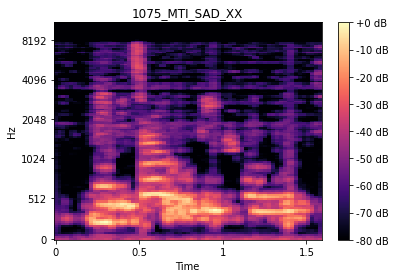 1075_MTI_SAD_XX
Hz
8192
4096
2048
1024
512
0
0
0.5
1
1.5
Time
+0 dB
-10 dB
-20 dB
-30 dB
-40 dB
-50 dB
-60 dB
-70 dB
-80 dB